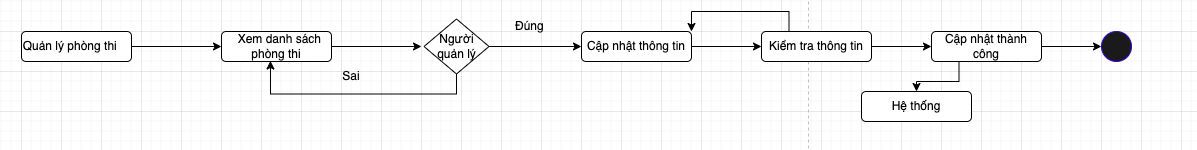 Quản lý phòng thi
Xem danh sách
phòng thi
Người
quản lý
Đúng
Sai
Cập nhật thông tin
Kiểm tra thông tin
Cập nhật thành
công
Hệ thống